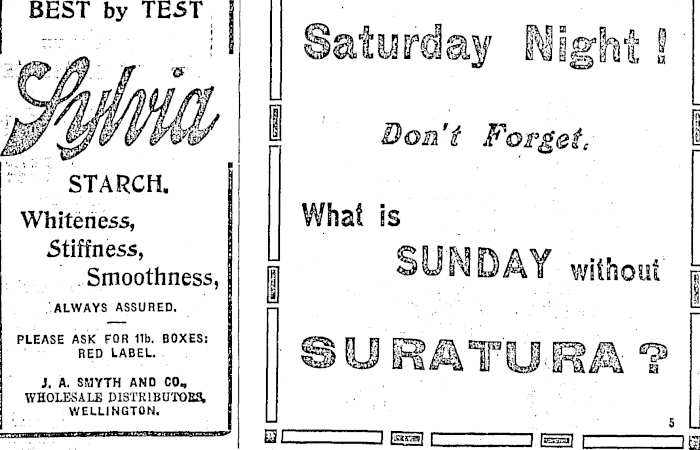 BEST by TEST
Sylvia
STARCH.
Whiteness,
Stiffness,
Smoothness,
ALWAYS ASSURED.
PLEASE ASK FOR 1lb. BOXES:
RED LABEL.
J. A. SMYTH AND CO.,
WHOLESALE DISTRIBUTORS,
WELLINGTON.
Saturday Night!
Don't Forget.
What is
SUNDAY without
SURATURA?
5